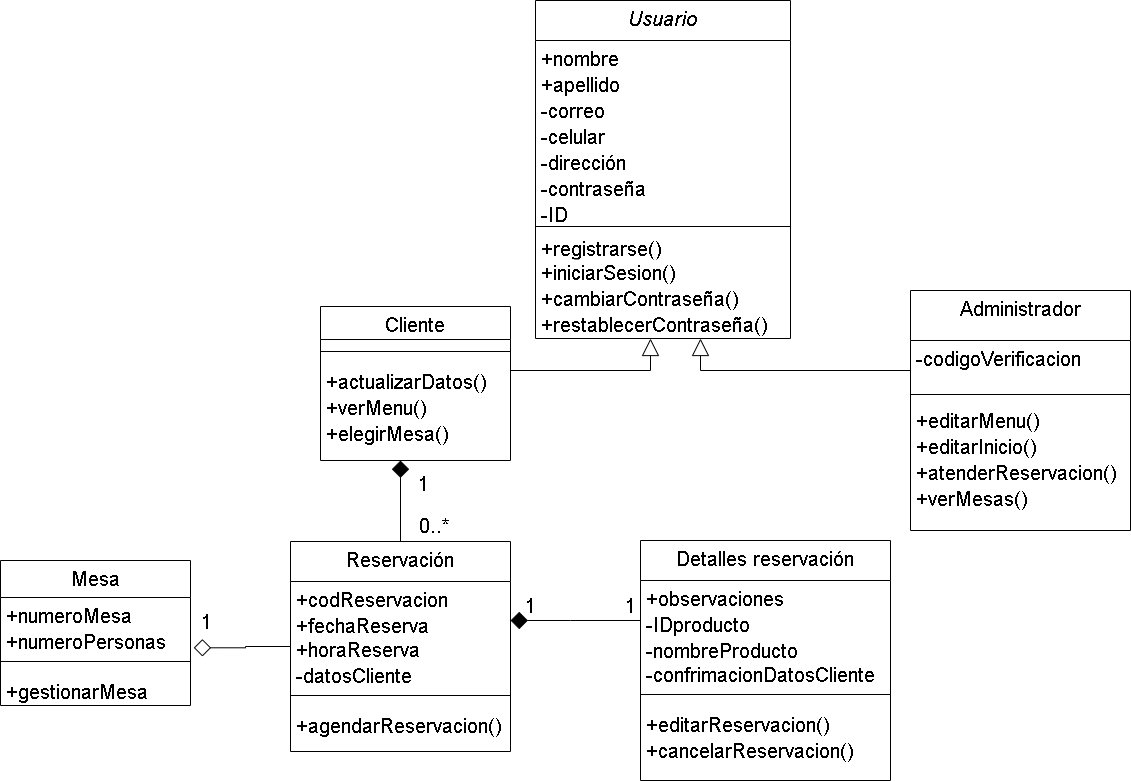 Usuario
+nombre
+apellido
-correo
-celular
-dirección
-contraseña
-ID
+registrarse()
+iniciarSesion()
+cambiarContraseña()
+restablecerContraseña()
Cliente
+actualizarDatos()
+verMenu()
+elegirMesa()
Administrador
-codigoVerificacion
+editarMenu()
+editarInicio()
+atenderReservacion()
+verMesas()
1
0..*
Mesa
+numeroMesa
+numeroPersonas
+gestionarMesa
1
Reservación
+codReservacion
+fechaReserva
+horaReserva
-datosCliente
+agendarReservacion()
1
1
Detalles reservación
+observaciones
-IDproducto
-nombreProducto
-confrimacionDatosCliente
+editarReservacion()
+cancelarReservacion()